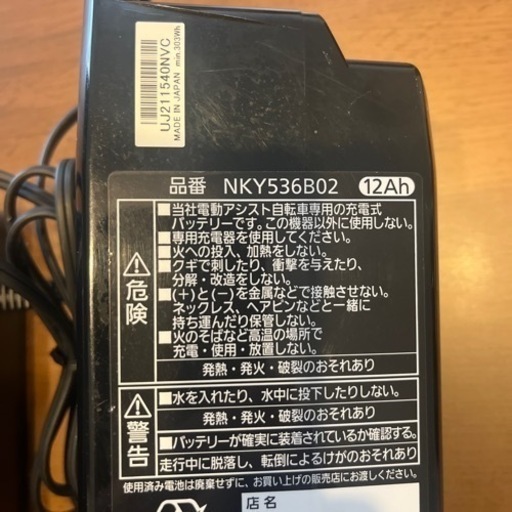 UJ211540NVC
MADE IN JAPAN min.303Wh
品番 NKY536B02 12Ah
危険
■当社電動アシスト自転車専用の充電式
バッテリーです。この機器以外に使用しない。
■専用充電器を使用してください。
■火への投入、加熱をしない。
■クギで刺したり、衝撃を与えたり、
分解・改造をしない。
■(+)と(−)を金属などで接触させない。
ネックレス、ヘアピンなどと一緒に
持ち運んだり保管しない。
■火のそばなど高温の場所で
充電・使用・放置しない。
発熱・発火・破裂のおそれあり
警告
■水を入れたり、水中に投下したりしない。
発熱・発火・破裂のおそれあり
■バッテリーが確実に装着されているか確認する。
走行中に脱落し、転倒によるけがのおそれあり
使用済み電池は廃棄せずに、お買い上げの販売店にお渡しください。
店名